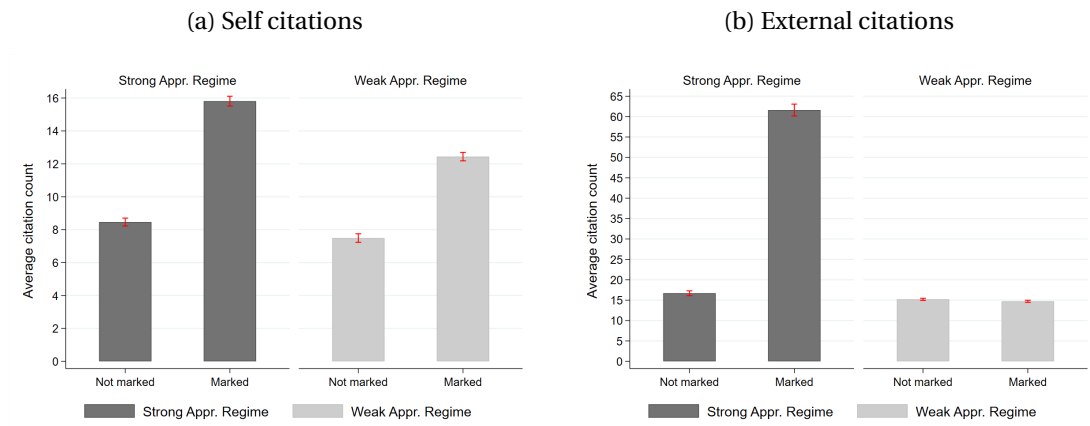 (a) Self citations
Strong Appr. Regime
Weak Appr. Regime
Average citation count
16
14
12
10
8
6
4
2
0
Not marked
Marked
Not marked
Marked
Strong Appr. Regime
Weak Appr. Regime
(b) External citations
Strong Appr. Regime
Weak Appr. Regime
Average citation count
65
60
55
50
45
40
35
30
25
20
15
10
5
0
Not marked
Marked
Not marked
Marked
Strong Appr. Regime
Weak Appr. Regime